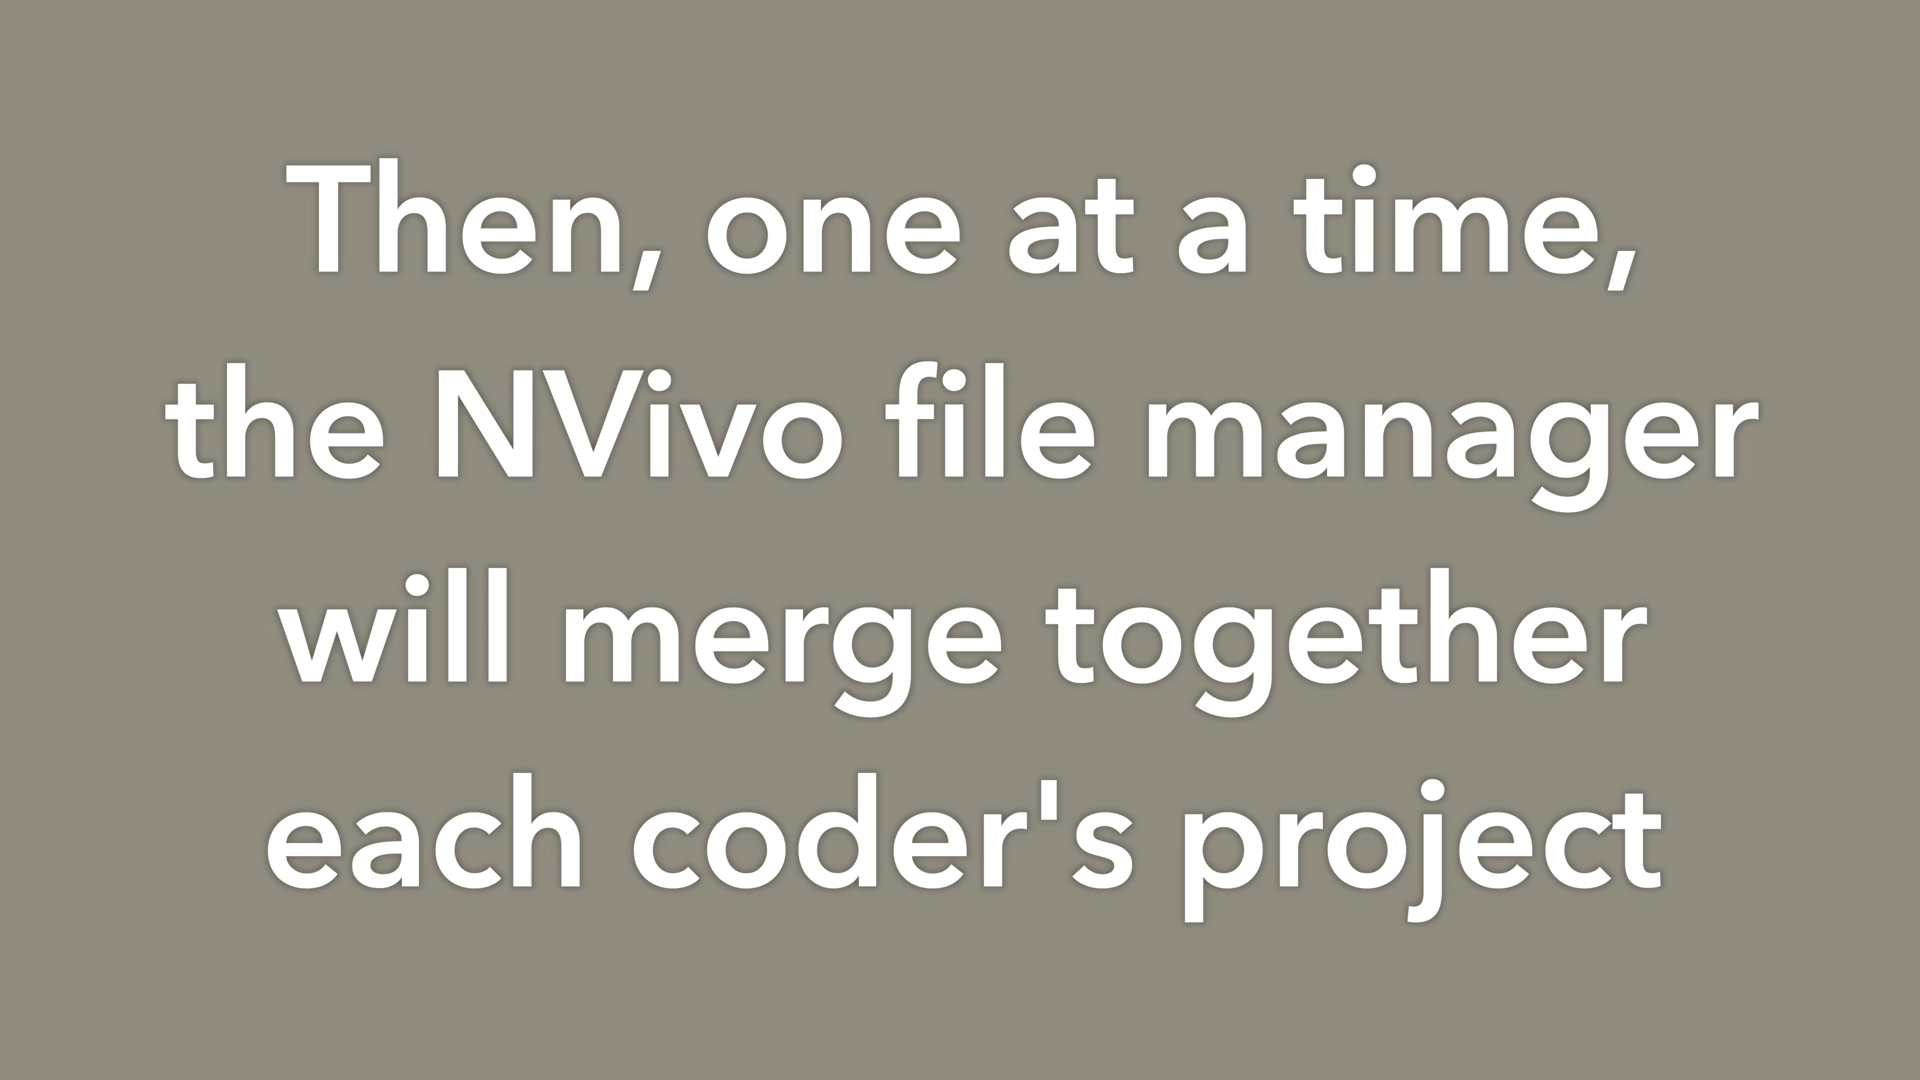 Then, one at a time,
the NVivo file manager
will merge together
each coder's project